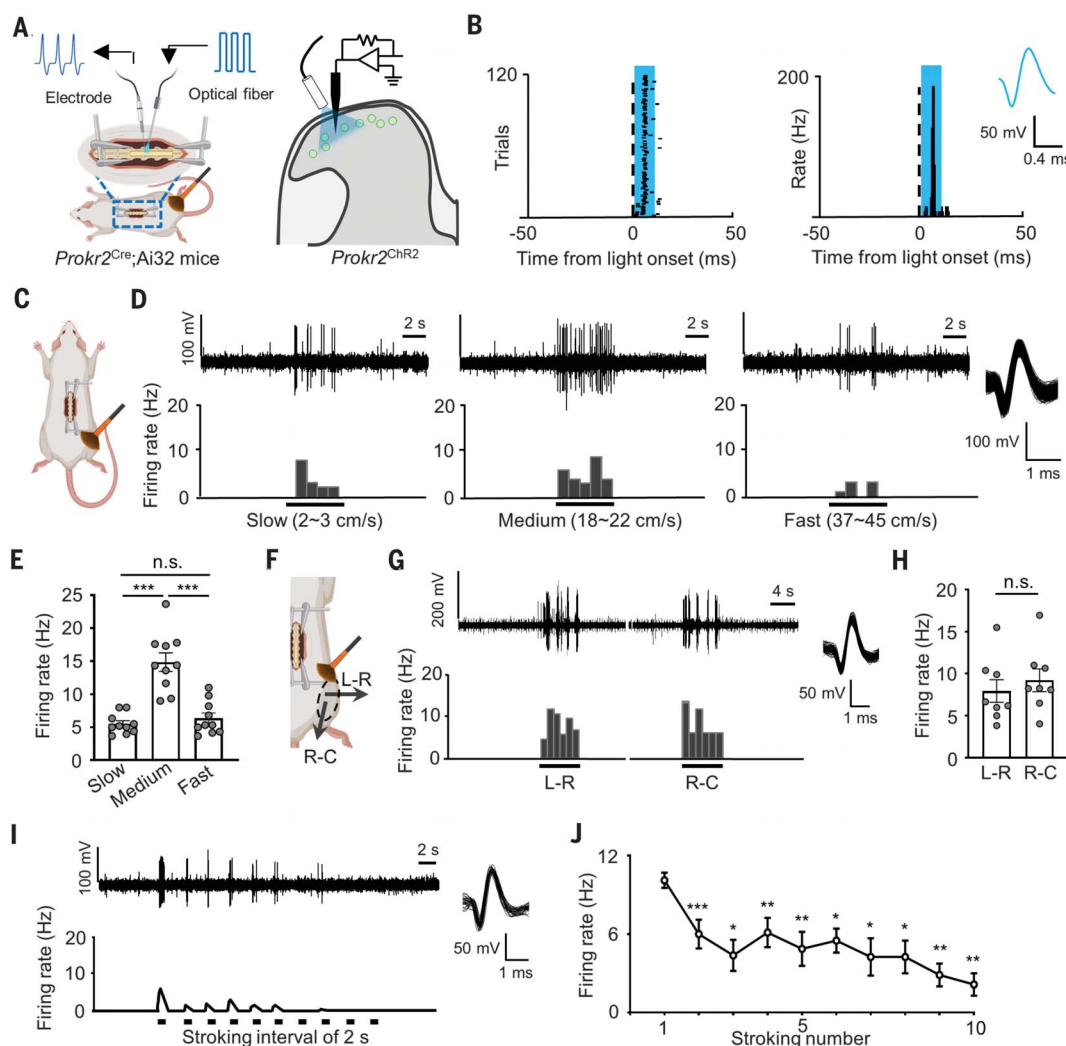 A
Electrode
Optical fiber
Prokr2Cre;Ai32 mice
Prokr2ChR2
B
120
Trials
-50
0
50
Time from light onset (ms)
200
Rate (Hz)
-50
0
50
Time from light onset (ms)
50 mV
0.4 ms
C
D
100 mV
2 s
2 s
2 s
Firing rate (Hz)
20
10
0
20
10
0
20
10
0
Slow (2~3 cm/s)
Medium (18~22 cm/s)
Fast (37~45 cm/s)
100 mV
1 ms
E
n.s.
*** ***
Firing rate (Hz)
25
20
15
10
5
0
Slow
Medium
Fast
F
L-R
R-C
G
200 mV
4 s
Firing rate (Hz)
20
10
0
L-R
R-C
50 mV
1 ms
H
n.s.
Firing rate (Hz)
20
15
10
5
0
L-R
R-C
I
100 mV
2 s
Firing rate (Hz)
20
10
0
Stroking interval of 2 s
50 mV
1 ms
J
Firing rate (Hz)
12
6
0
*** * ** ** * * * ** **
1
5
10
Stroking number